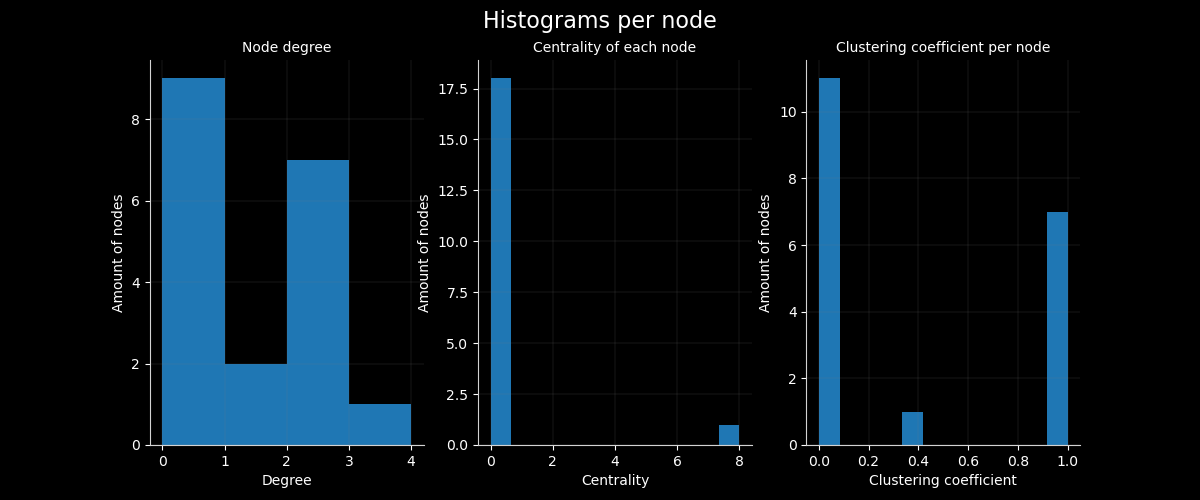 Histograms per node
Node degree
Amount of nodes
8
6
4
2
0
0 1 2 3 4
Degree
Centrality of each node
Amount of nodes
17.5
15.0
12.5
10.0
7.5
5.0
2.5
0.0
0 2 4 6 8
Centrality
Clustering coefficient per node
Amount of nodes
10
8
6
4
2
0
0.0 0.2 0.4 0.6 0.8 1.0
Clustering coefficient